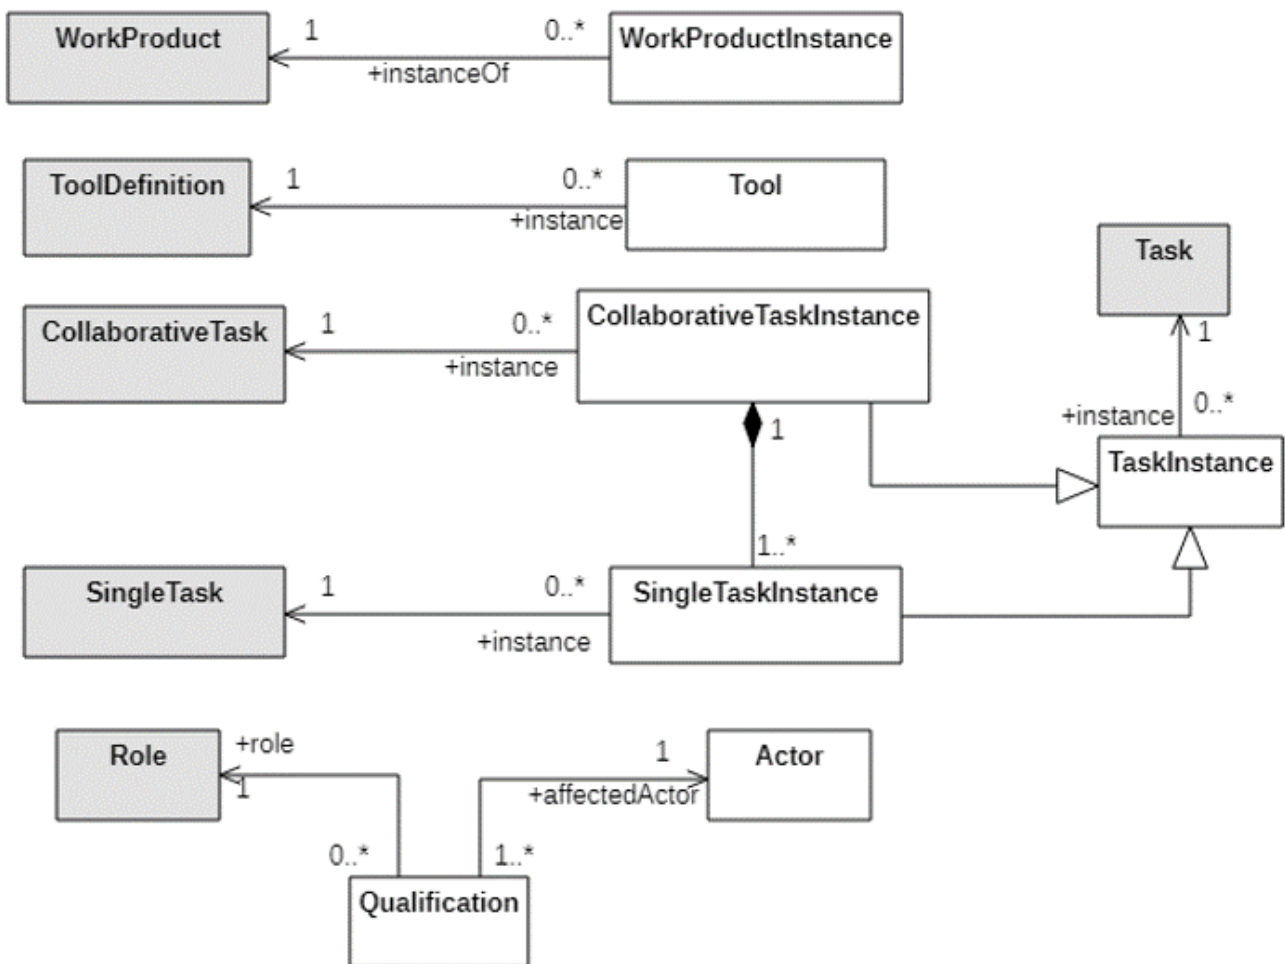 WorkProduct
1
0..*
WorkProductInstance
+instanceOf
ToolDefinition
1
0..*
Tool
+instance
Task
1
CollaborativeTask
1
0..*
CollaborativeTaskInstance
+instance
0..*
+instance
TaskInstance
1
1..*
SingleTask
1
0..*
SingleTaskInstance
+instance
Role
+role
1
1
Actor
+affectedActor
0..*
1..*
Qualification